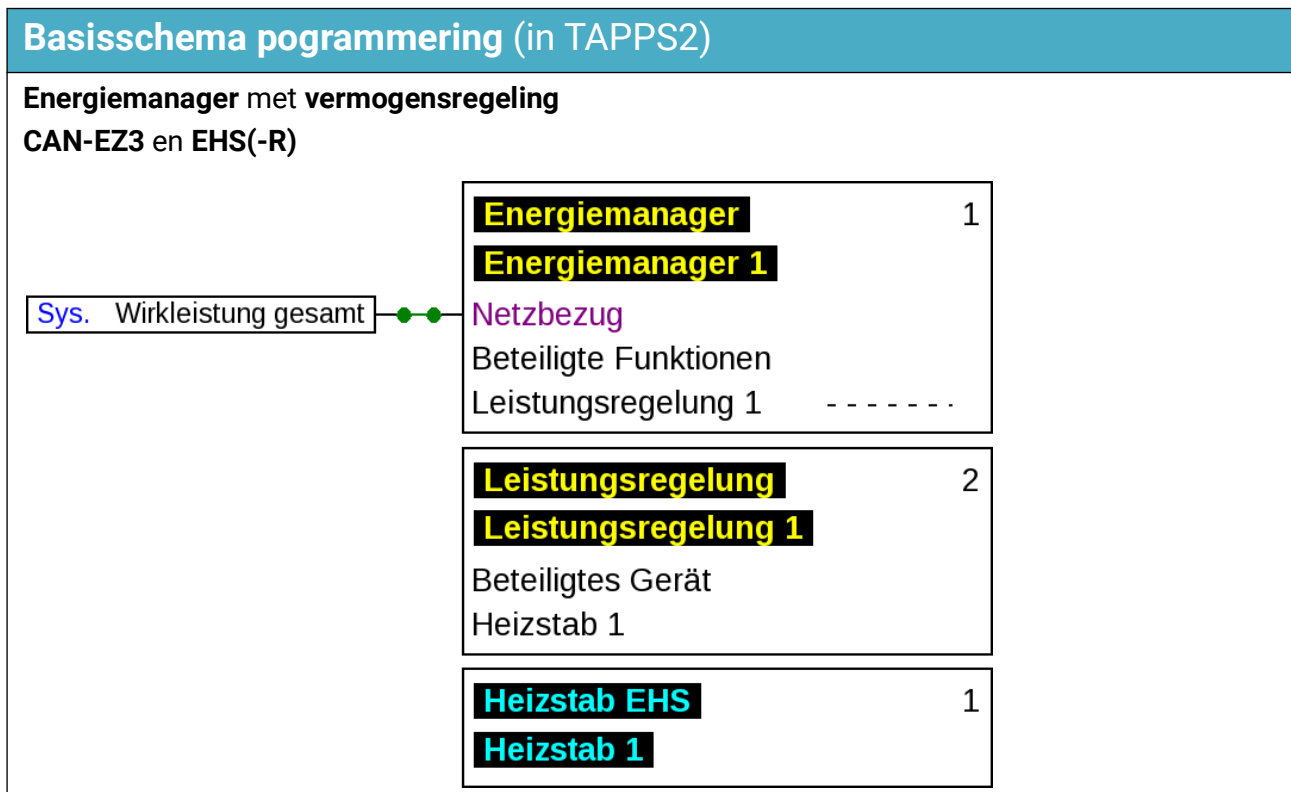 Basisschema pogrammering (in TAPPS2)
Energiemanager met vermogensregeling
CAN-EZ3 en EHS(-R)
Energiemanager 1
Energiemanager 1
Sys. Wirkleistung gesamt Netzbezug
Beteiligte Funktionen
Leistungsregelung 1 - - - - - - -
Leistungsregelung 2
Leistungsregelung 1
Beteiligtes Gerät
Heizstab 1
Heizstab EHS 1
Heizstab 1